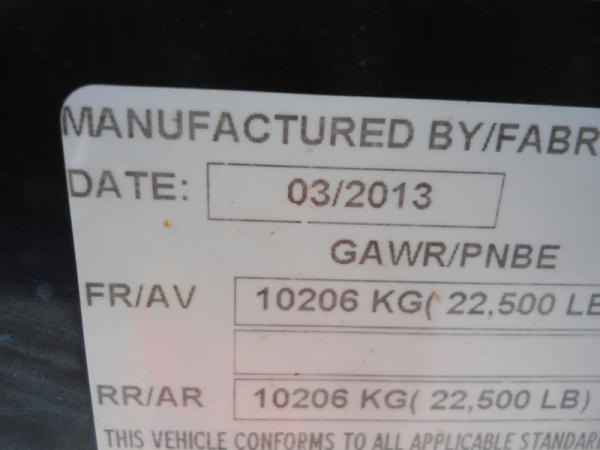 MANUFACTURED BY/FABR
DATE: 03/2013
GAWR/PNBE
FR/AV 10206 KG( 22,500 LB
RR/AR 10206 KG( 22,500 LB)
THIS VEHICLE CONFORMS TO ALL APPLICABLE STANDAR